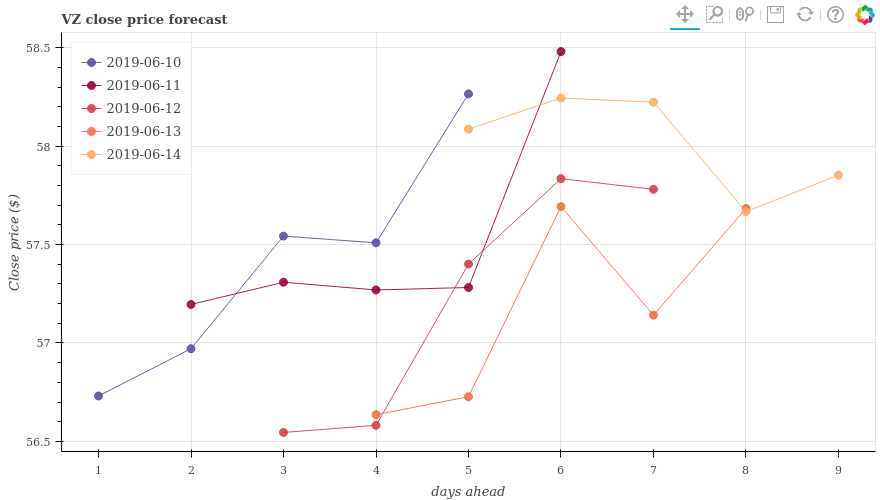 VZ close price forecast
58.5
58
57.5
57
56.5
Close price ($)
2019-06-10
2019-06-11
2019-06-12
2019-06-13
2019-06-14
1 2 3 4 5 6 7 8 9
days ahead